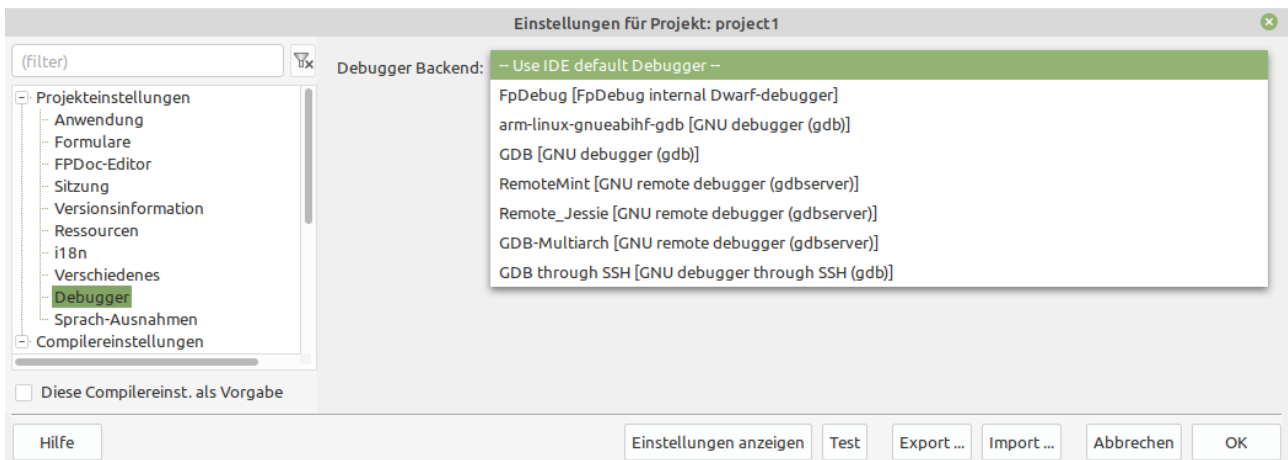 Einstellungen für Projekt: project1
(filter)
Projekteinstellungen
Anwendung
Formulare
FPDoc-Editor
Sitzung
Versionsinformation
Ressourcen
i18n
Verschiedenes
Debugger
Sprach-Ausnahmen
Compilereinstellungen
Diese Compilereinst. als Vorgabe
Debugger Backend:
-- Use IDE default Debugger --
FpDebug [FpDebug internal Dwarf-debugger]
arm-linux-gnueabihf-gdb [GNU debugger (gdb)]
GDB [GNU debugger (gdb)]
RemoteMint [GNU remote debugger (gdbserver)]
Remote_Jessie [GNU remote debugger (gdbserver)]
GDB-Multiarch [GNU remote debugger (gdbserver)]
GDB through SSH [GNU debugger through SSH (gdb)]
Hilfe
Einstellungen anzeigen
Test
Export ...
Import ...
Abbrechen
OK